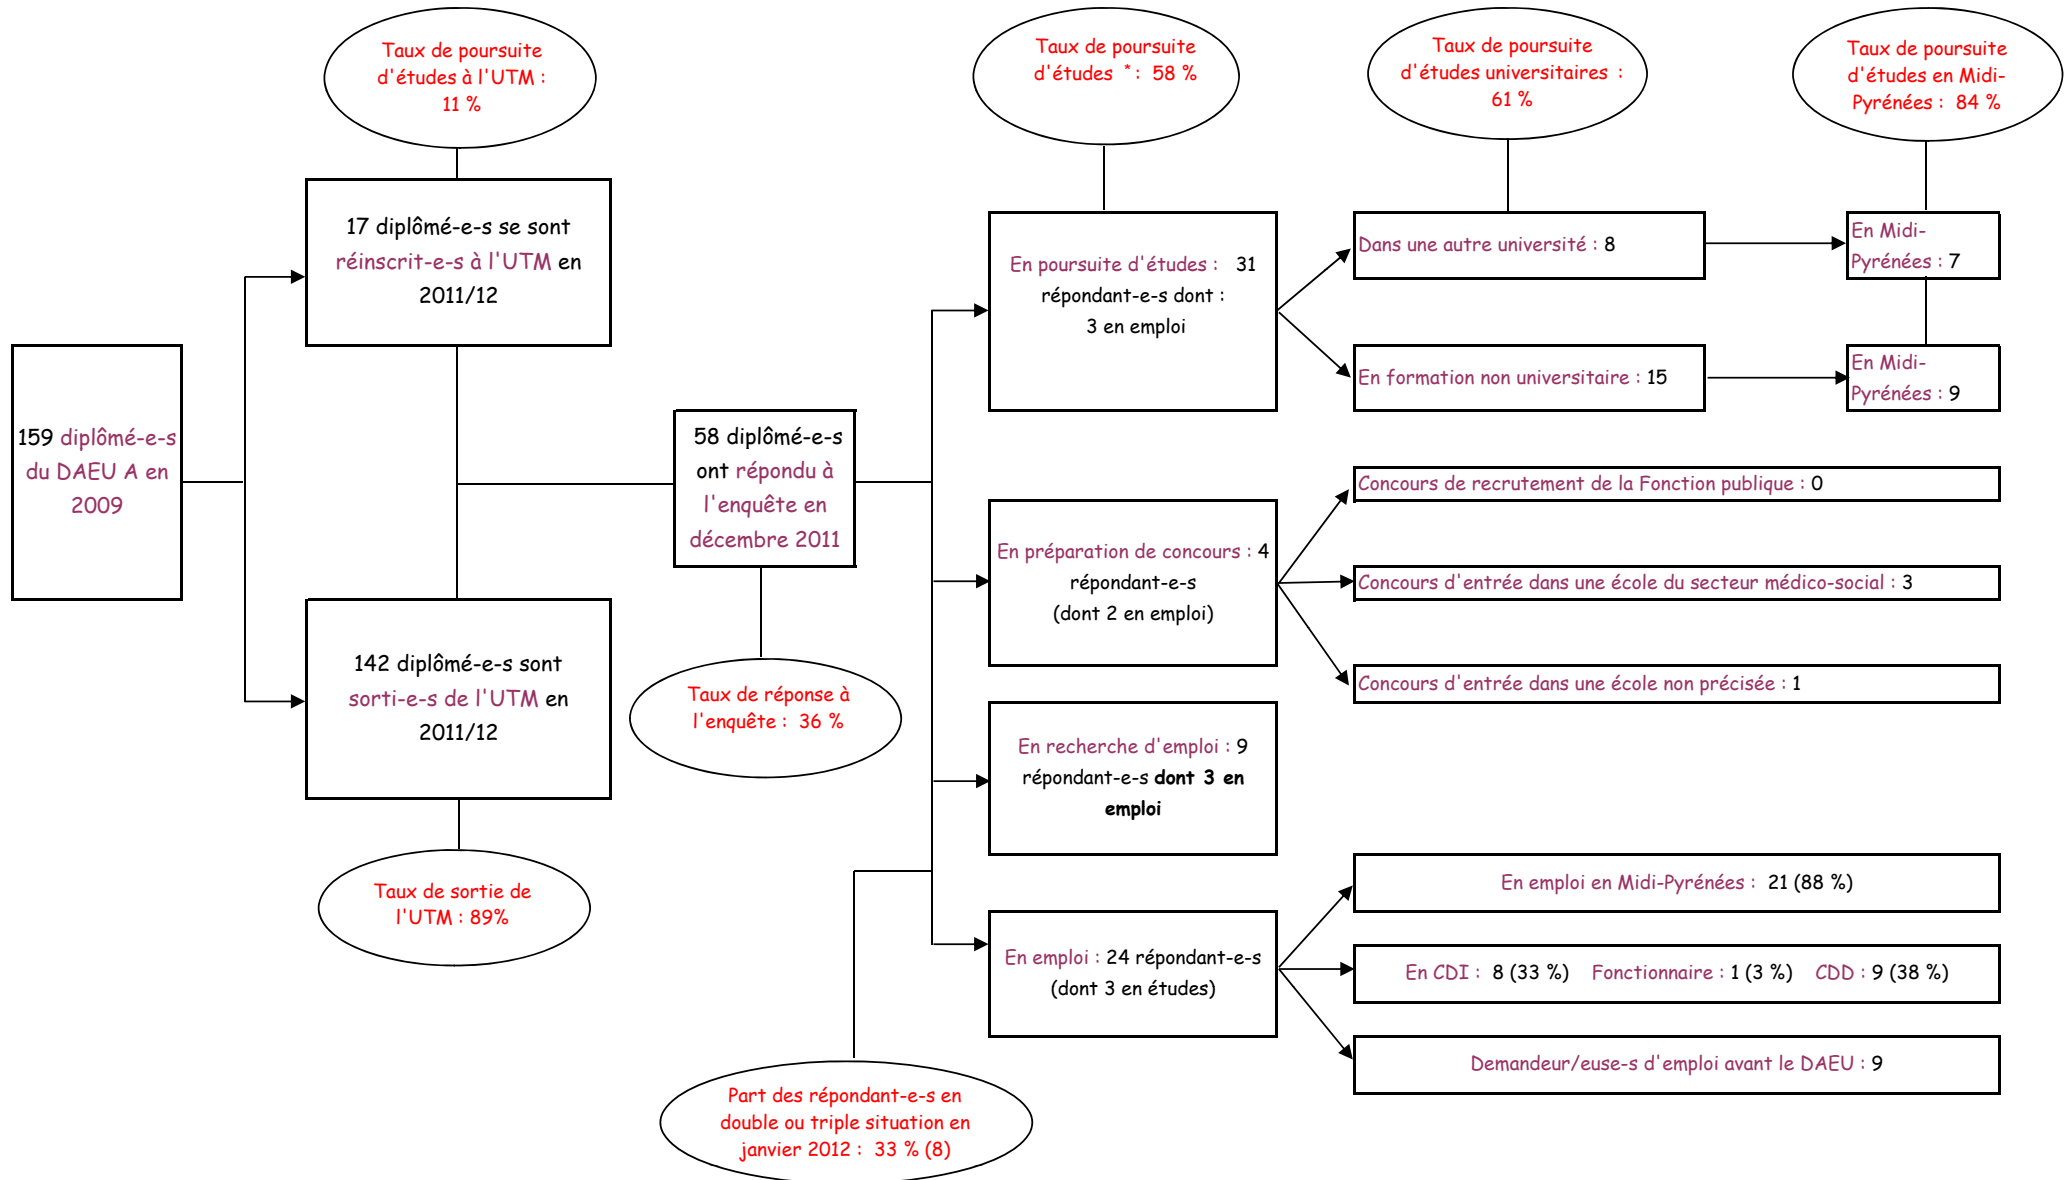 Taux de poursuite
d'études à l'UTM :
11 %
Taux de poursuite
d'études * : 58 %
Taux de poursuite
d'études universitaires :
61 %
Taux de poursuite
d'études en Midi-
Pyrénées : 84 %
17 diplômé-e-s se sont
réinscrit-e-s à l'UTM en
2011/12
159 diplômé-e-s
du DAEU A en
2009
142 diplômé-e-s sont
sorti-e-s de l'UTM en
2011/12
Taux de sortie de
l'UTM : 89%
58 diplômé-e-s
ont répondu à
l'enquête en
décembre 2011
Taux de réponse à
l'enquête : 36 %
En poursuite d'études : 31
répondant-e-s dont :
3 en emploi
Dans une autre université : 8
En Midi-
Pyrénées : 7
En formation non universitaire : 15
En Midi-
Pyrénées : 9
En préparation de concours : 4
répondant-e-s
(dont 2 en emploi)
Concours de recrutement de la Fonction publique : 0
Concours d'entrée dans une école du secteur médico-social : 3
Concours d'entrée dans une école non précisée : 1
En recherche d'emploi : 9
répondant-e-s dont 3 en
emploi
En emploi : 24 répondant-e-s
(dont 3 en études)
En emploi en Midi-Pyrénées : 21 (88 %)
En CDI : 8 (33 %) Fonctionnaire : 1 (3 %) CDD : 9 (38 %)
Demandeur/euse-s d'emploi avant le DAEU : 9
Part des répondant-e-s en
double ou triple situation en
janvier 2012 : 33 % (8)